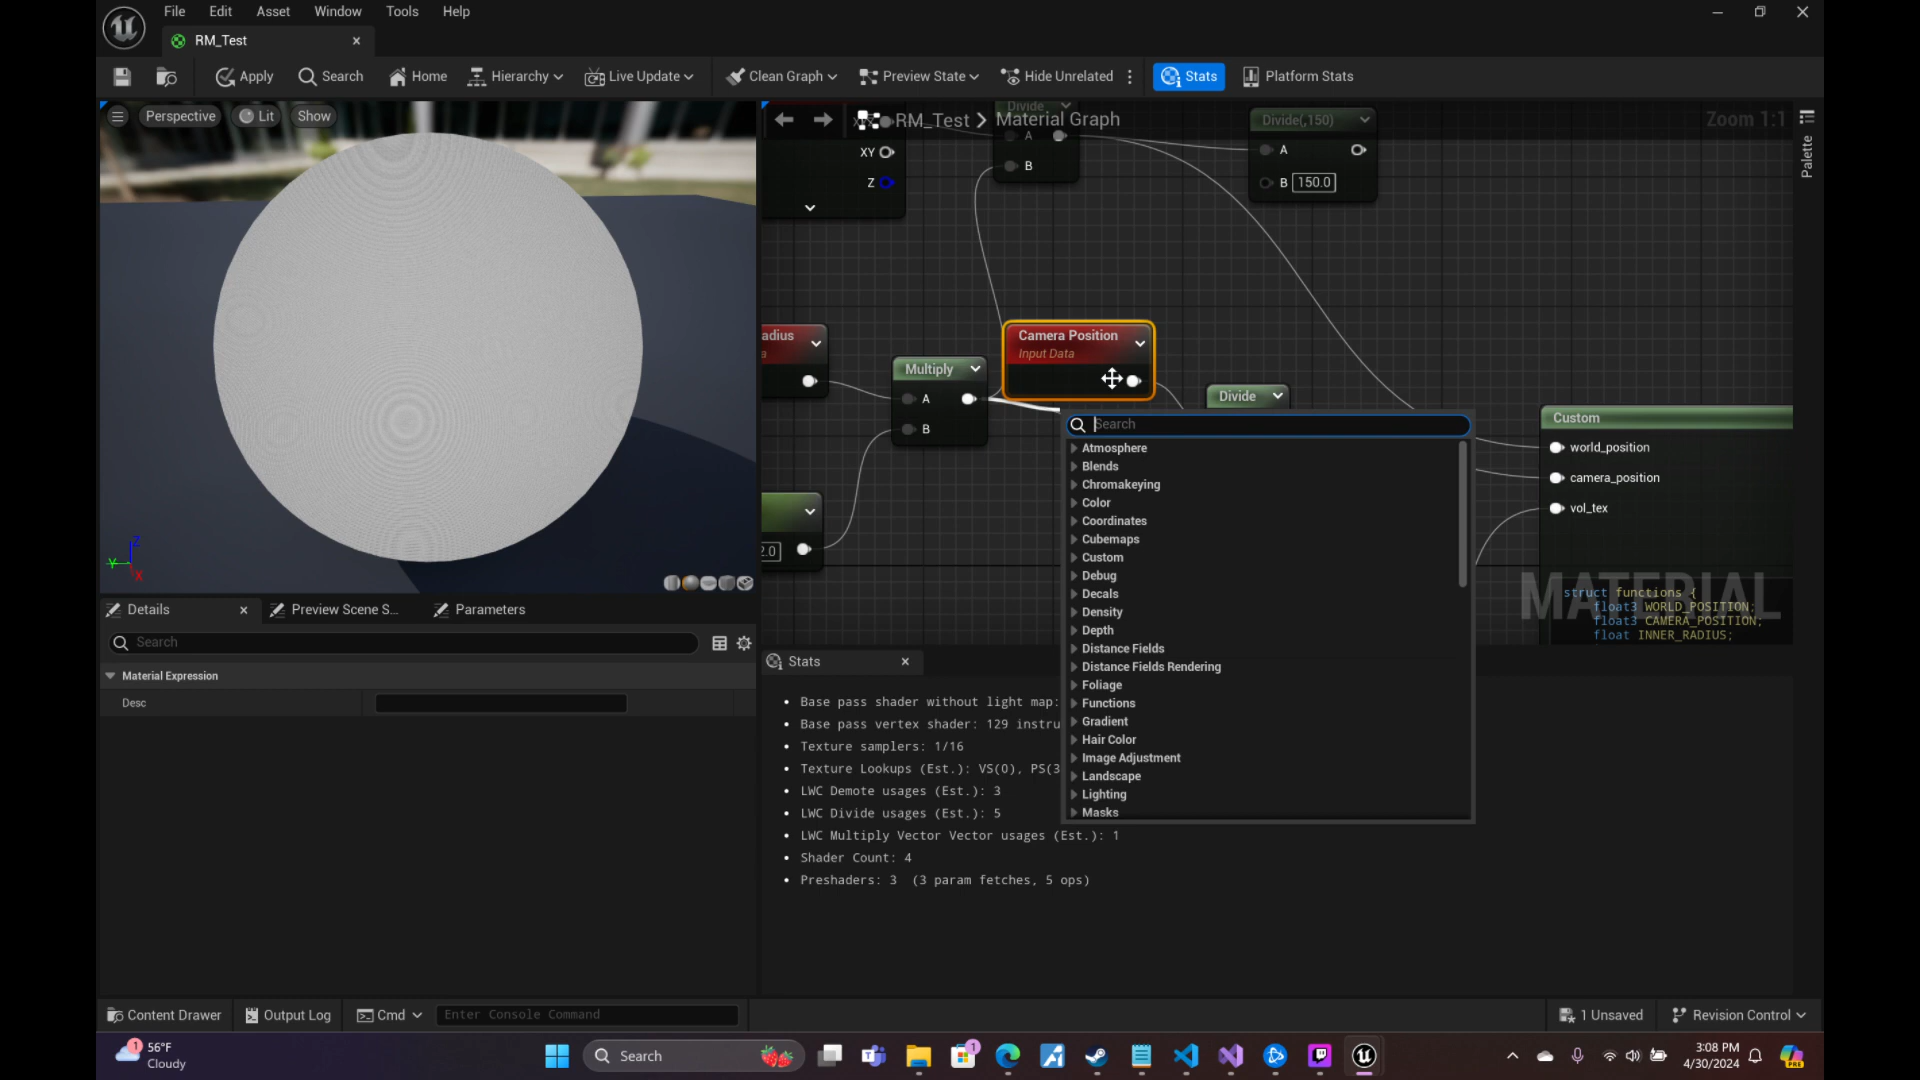 File Edit Asset Window Tools Help
RM_Test
Apply Search Home Hierarchy Live Update Clean Graph Preview State Hide Unrelated Stats Platform Stats
Perspective Lit Show
RM_Test > Material Graph
Zoom 1:1
Palette
XY
Z
Divide
A
B
Divide(,150)
A
B 150.0
adius
Multiply
A
B
2.0
Camera Position
Input Data
Divide
Search
Atmosphere
Blends
Chromakeying
Color
Coordinates
Cubemaps
Custom
Debug
Decals
Density
Depth
Distance Fields
Distance Fields Rendering
Foliage
Functions
Gradient
Hair Color
Image Adjustment
Landscape
Lighting
Masks
Custom
world_position
camera_position
vol_tex
MATERIAL
struct functions {
float3 WORLD_POSITION;
float3 CAMERA_POSITION;
float INNER_RADIUS;
Z
Y
X
Details Preview Scene S... Parameters
Search
Material Expression
Desc
Stats
Base pass shader without light map:
Base pass vertex shader: 129 instru
Texture samplers: 1/16
Texture Lookups (Est.): VS(0), PS(3
LWC Demote usages (Est.): 3
LWC Divide usages (Est.): 5
LWC Multiply Vector Vector usages (Est.): 1
Shader Count: 4
Preshaders: 3 (3 param fetches, 5 ops)
Content Drawer Output Log Cmd Enter Console Command 1 Unsaved Revision Control
1
56°F
Cloudy
Search
1
3:08 PM
4/30/2024
PRE